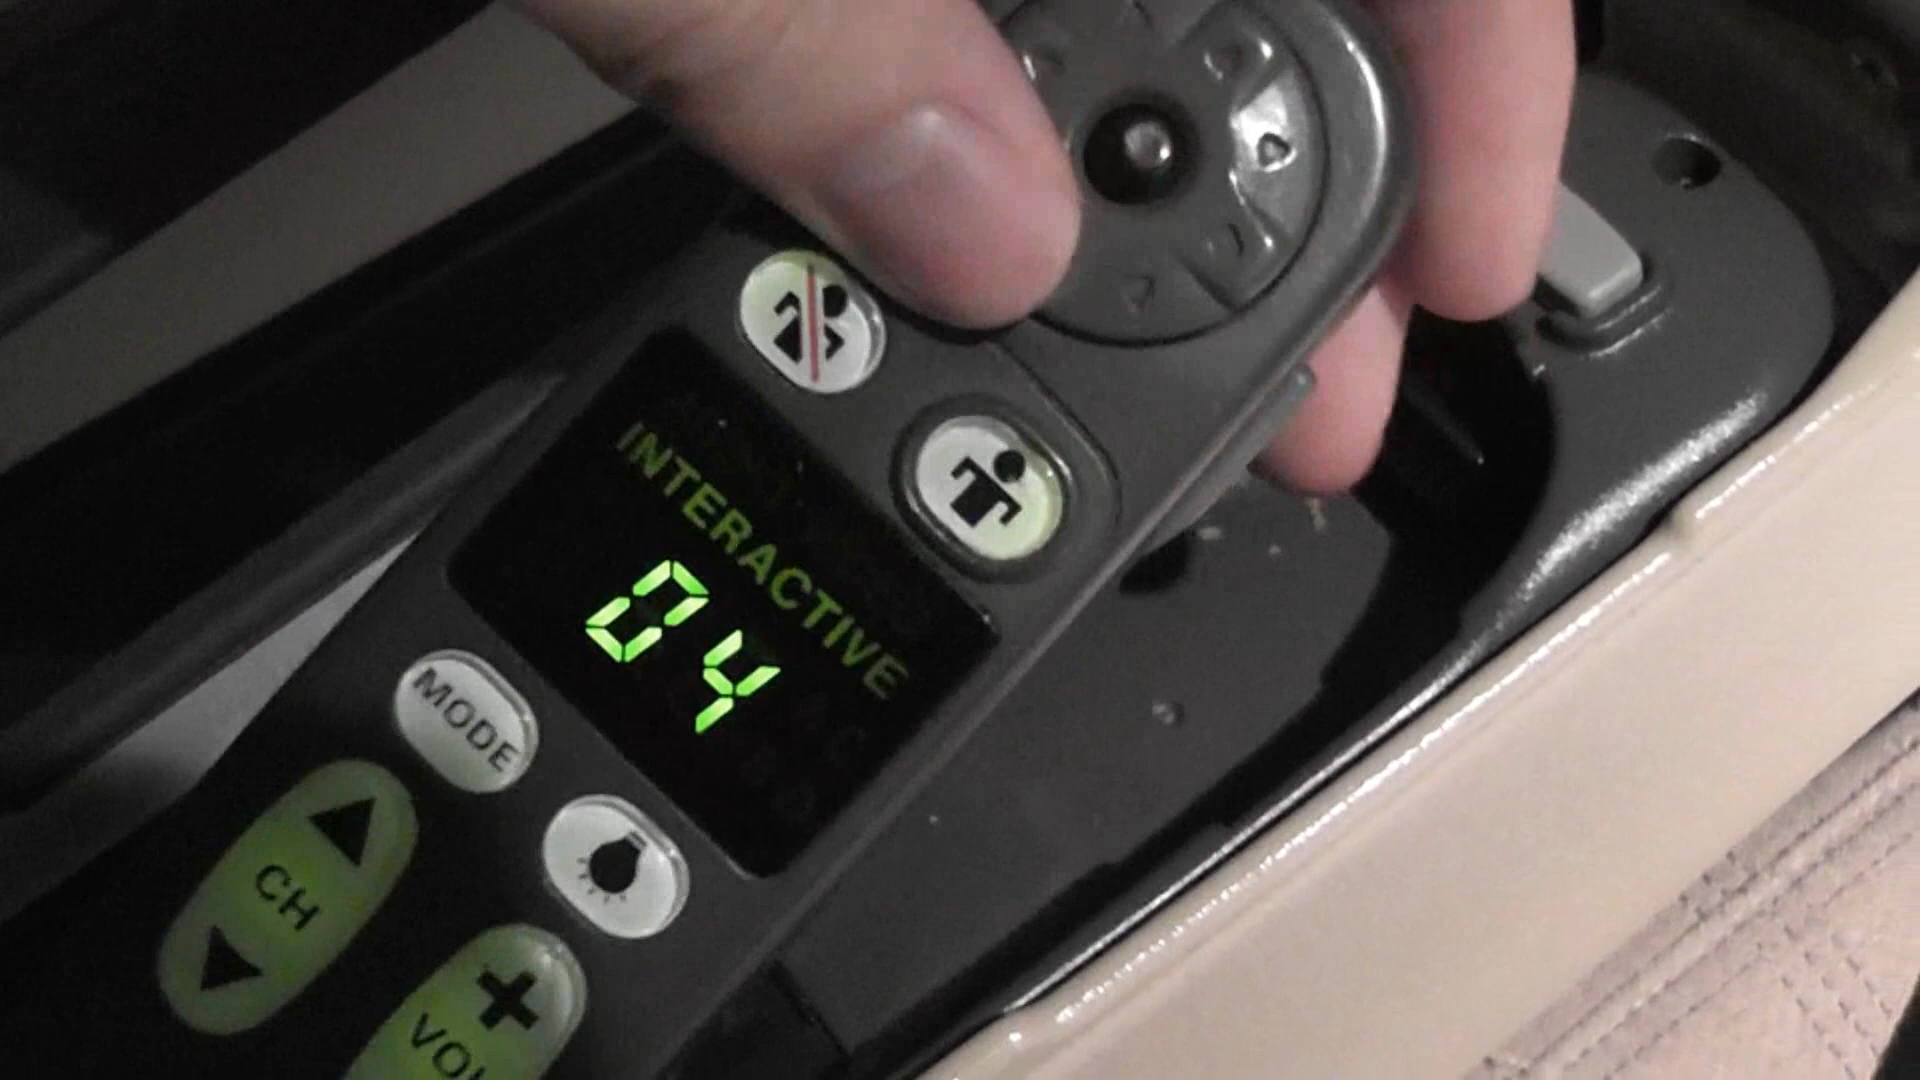 INTERACTIVE
04
MODE
CH
+
VOL